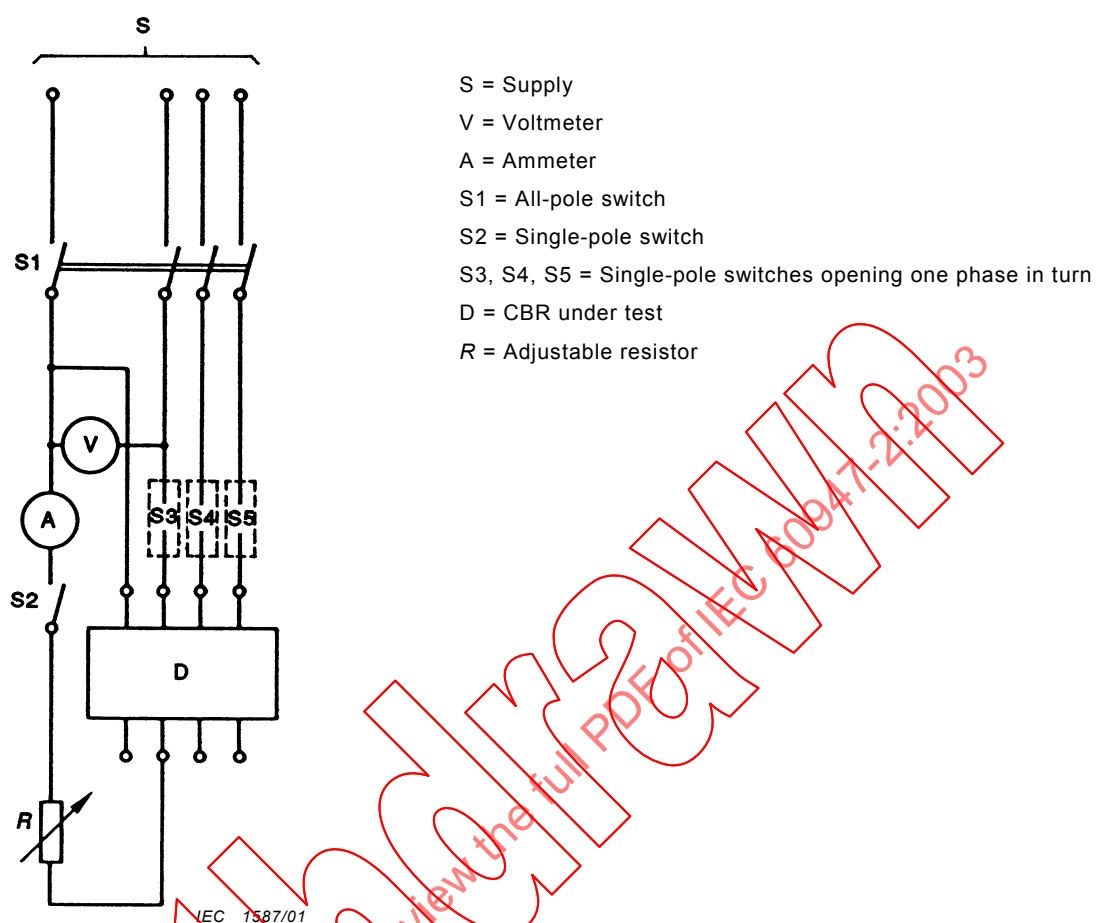 S
S = Supply
V = Voltmeter
A = Ammeter
S1 = All-pole switch
S2 = Single-pole switch
S3, S4, S5 = Single-pole switches opening one phase in turn
D = CBR under test
R = Adjustable resistor
S1
V
A
S3 S4 S5
S2
D
R
IEC 1587/01
hdrawn
view the full PDF of IEC 60947-2:2003